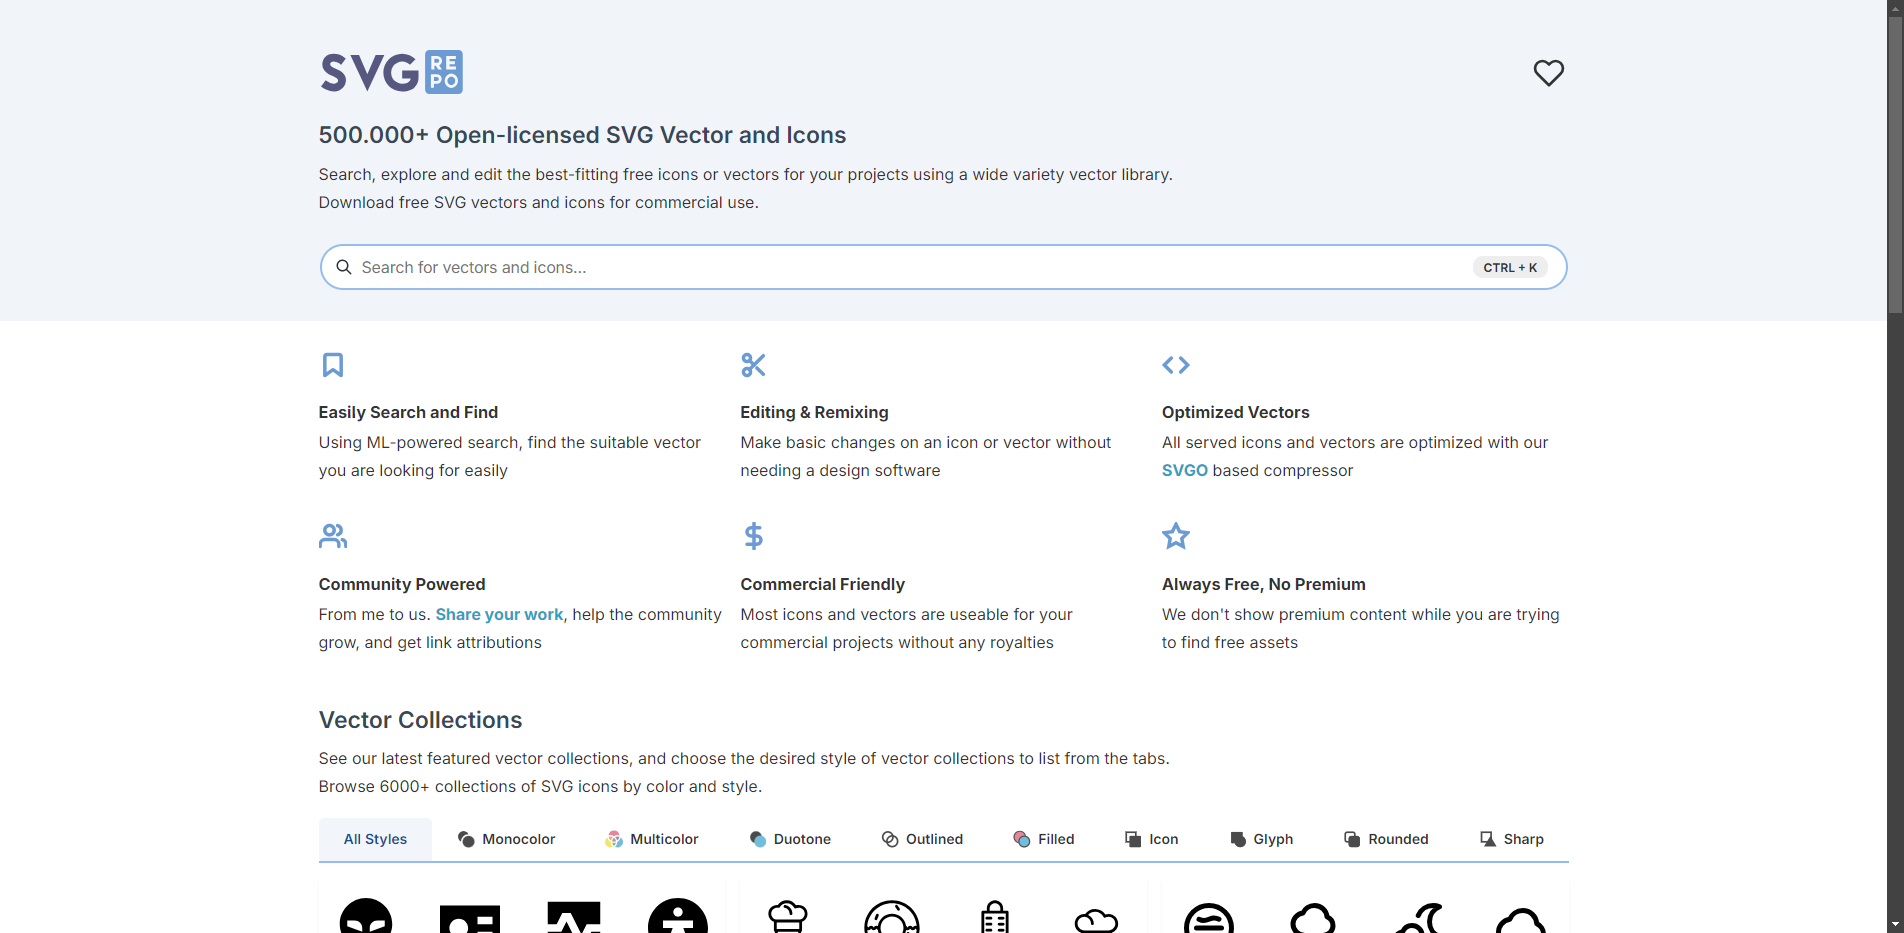 SVG RE PO
500.000+ Open-licensed SVG Vector and Icons
Search, explore and edit the best-fitting free icons or vectors for your projects using a wide variety vector library.
Download free SVG vectors and icons for commercial use.
Search for vectors and icons...
CTRL + K
Easily Search and Find
Using ML-powered search, find the suitable vector
you are looking for easily
Editing & Remixing
Make basic changes on an icon or vector without
needing a design software
Optimized Vectors
All served icons and vectors are optimized with our
SVGO based compressor
Community Powered
From me to us. Share your work, help the community
grow, and get link attributions
Commercial Friendly
Most icons and vectors are useable for your
commercial projects without any royalties
Always Free, No Premium
We don't show premium content while you are trying
to find free assets
Vector Collections
See our latest featured vector collections, and choose the desired style of vector collections to list from the tabs.
Browse 6000+ collections of SVG icons by color and style.
All Styles
Monocolor
Multicolor
Duotone
Outlined
Filled
Icon
Glyph
Rounded
Sharp